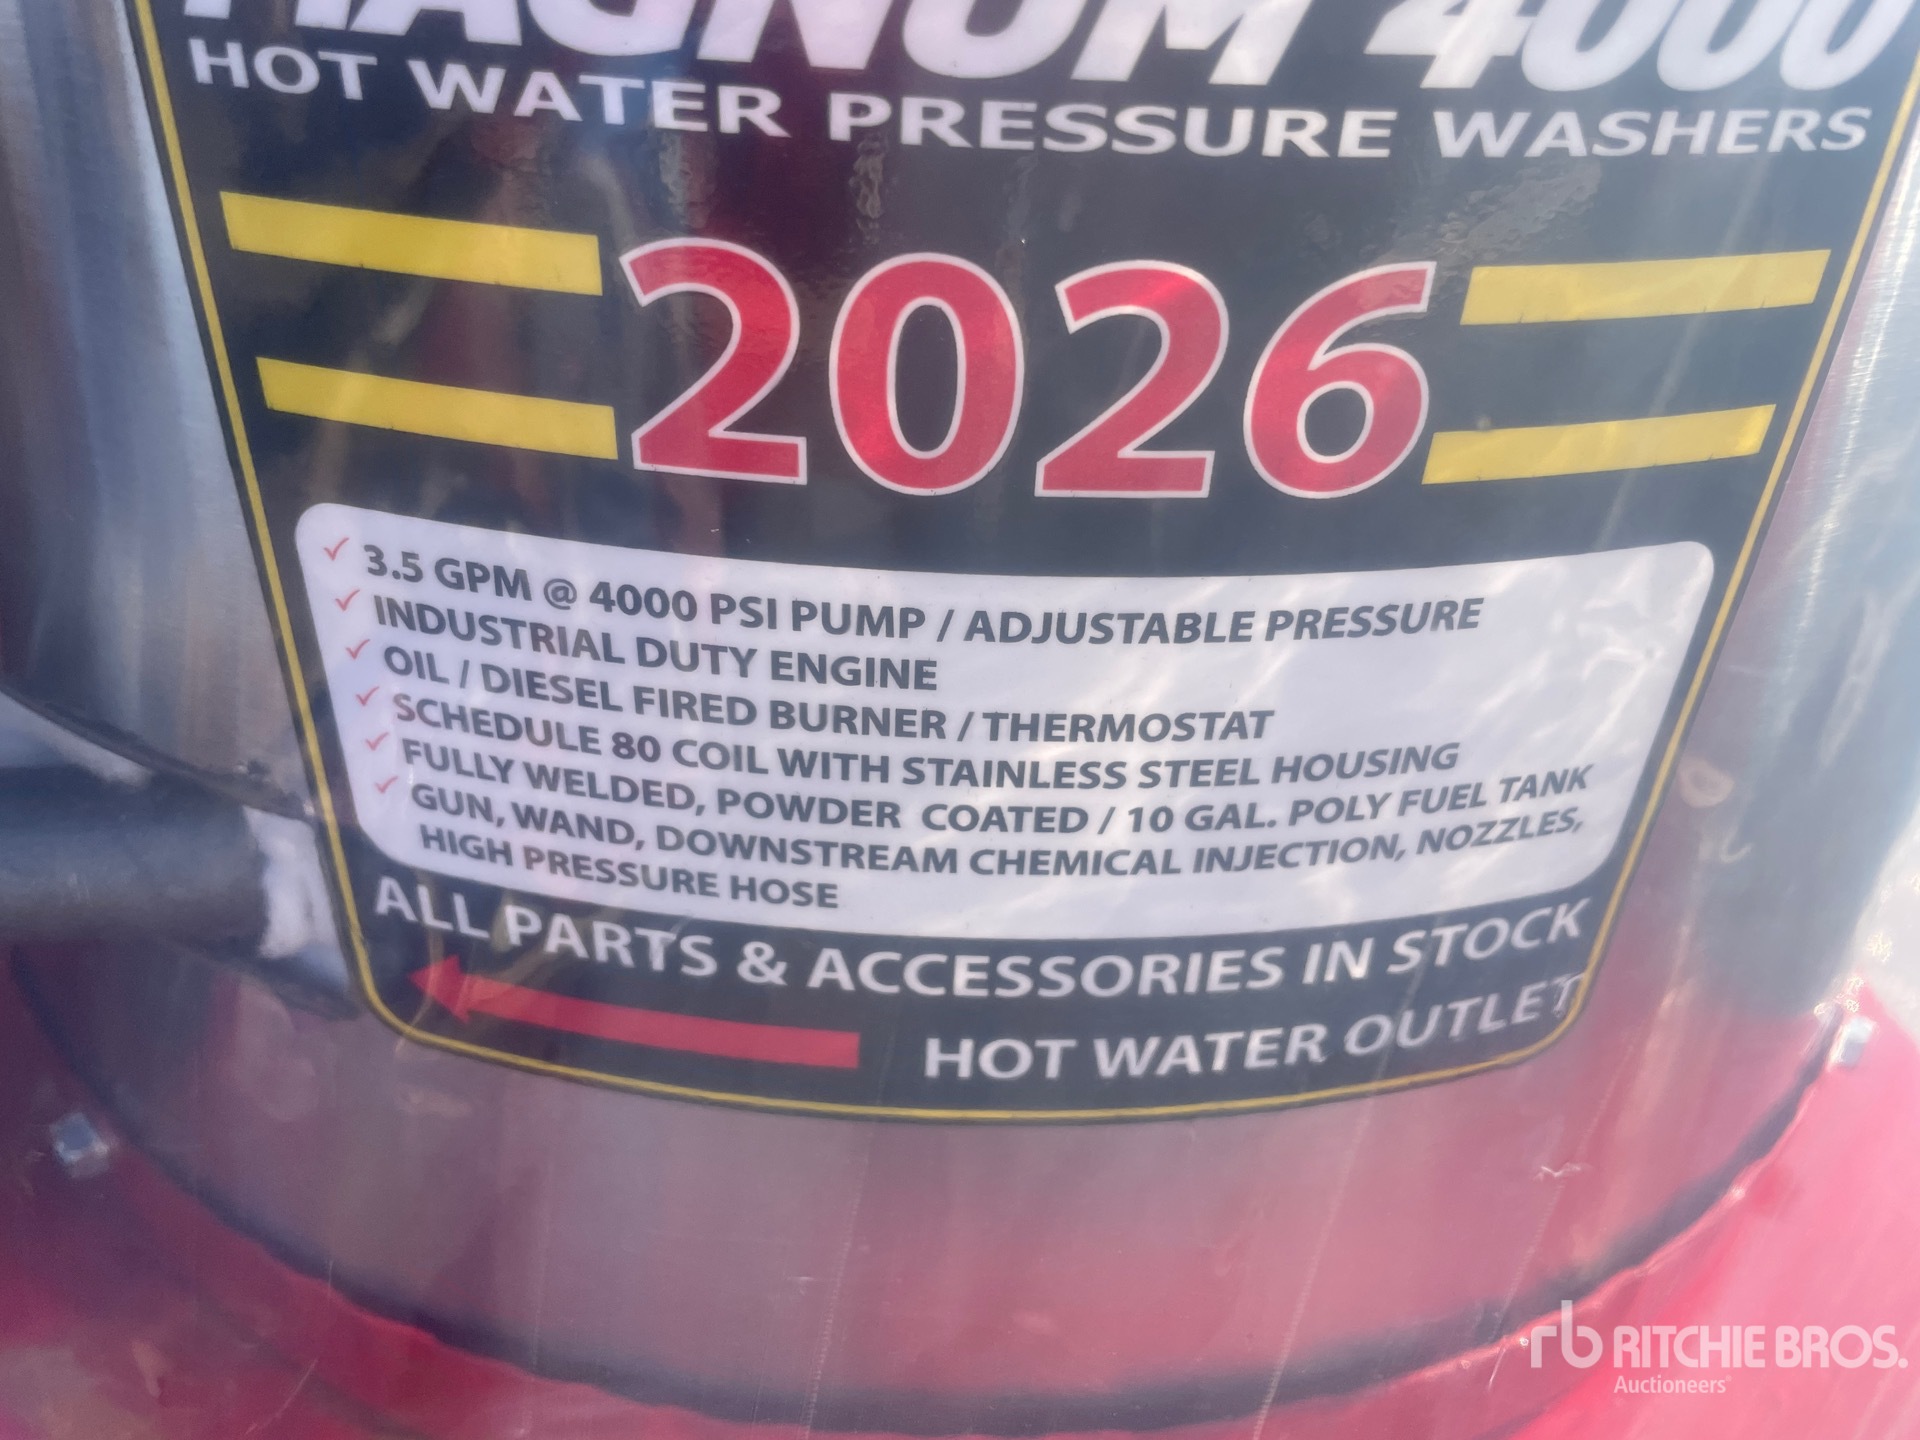 MAGNUM 4000
HOT WATER PRESSURE WASHERS
2026
✓ 3.5 GPM @ 4000 PSI PUMP / ADJUSTABLE PRESSURE
✓ INDUSTRIAL DUTY ENGINE
✓ OIL / DIESEL FIRED BURNER / THERMOSTAT
✓ SCHEDULE 80 COIL WITH STAINLESS STEEL HOUSING
✓ FULLY WELDED, POWDER COATED / 10 GAL. POLY FUEL TANK
✓ GUN, WAND, DOWNSTREAM CHEMICAL INJECTION, NOZZLES,
HIGH PRESSURE HOSE
ALL PARTS & ACCESSORIES IN STOCK
HOT WATER OUTLET
rb RITCHIE BROS.
Auctioneers